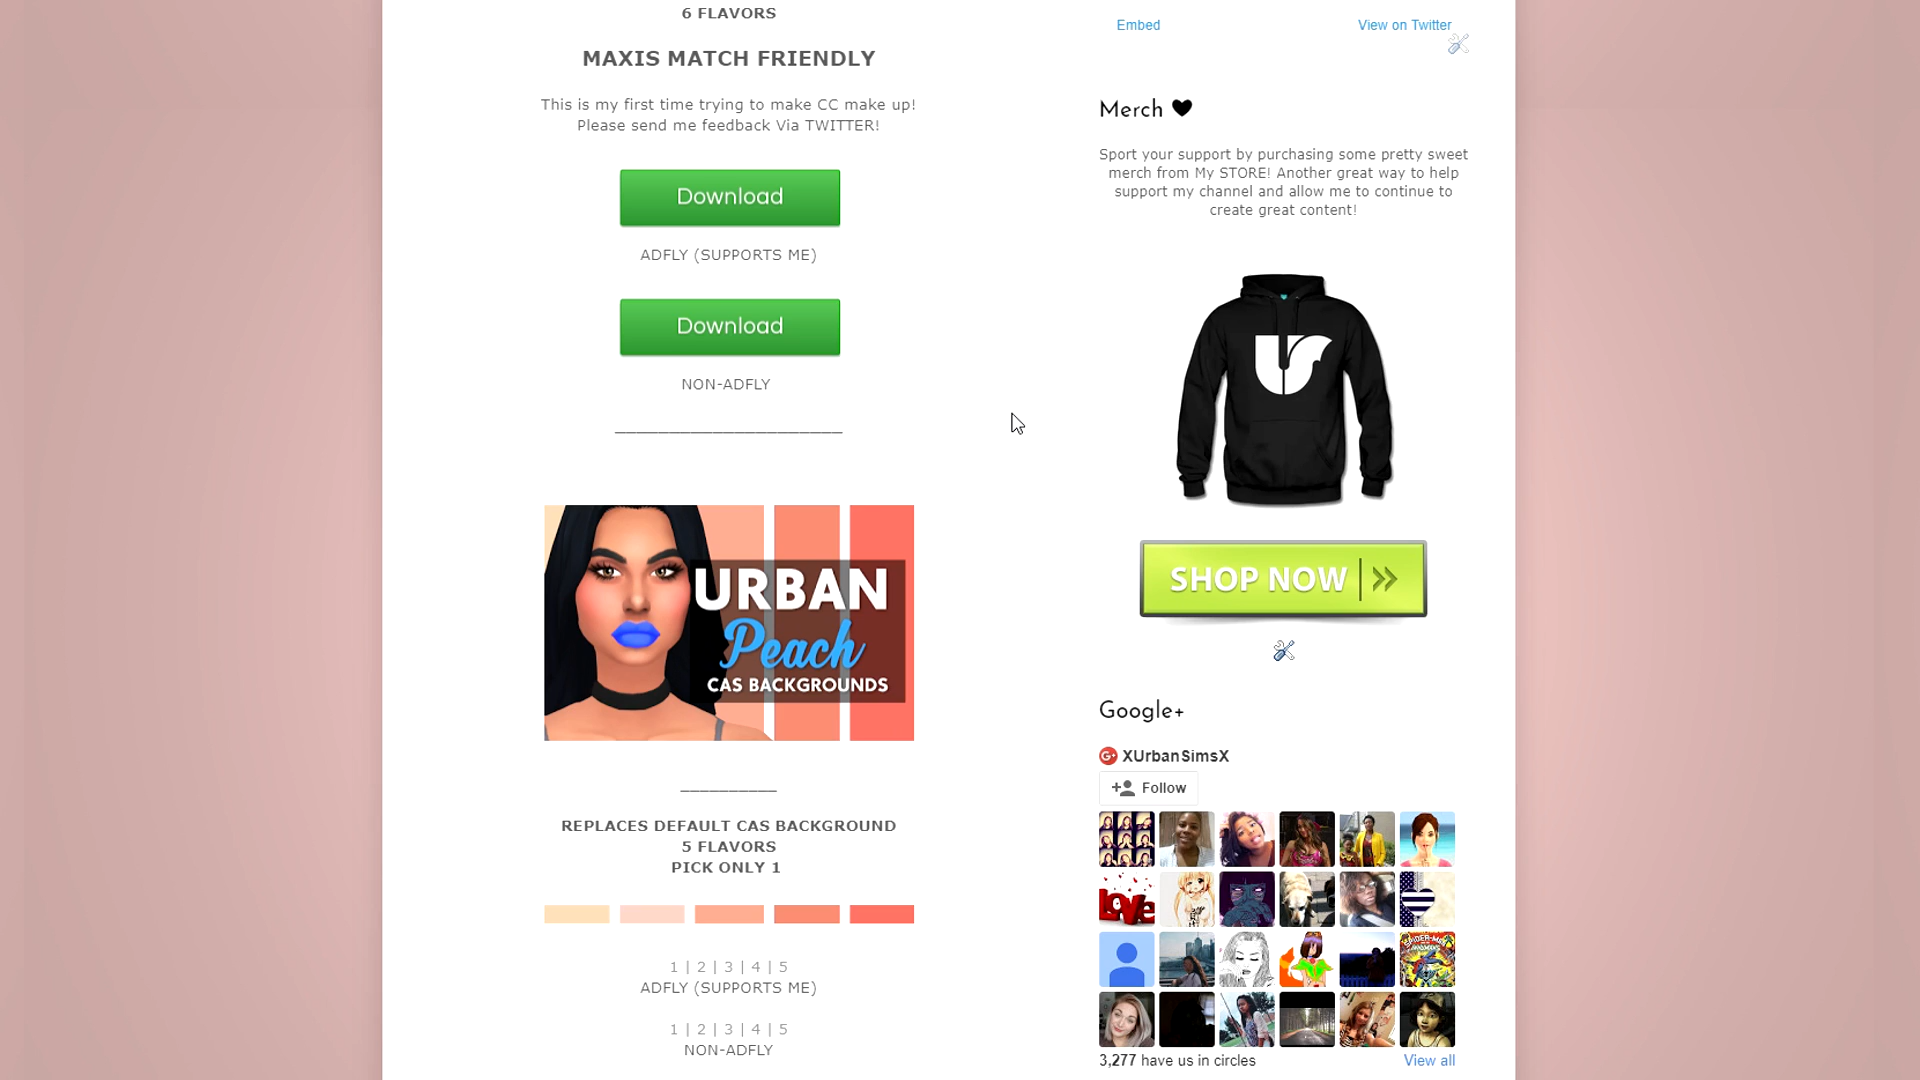 6 FLAVORS
MAXIS MATCH FRIENDLY
This is my first time trying to make CC make up!
Please send me feedback Via TWITTER!
Download
ADFLY (SUPPORTS ME)
Download
NON-ADFLY
URBAN
Peach
CAS BACKGROUNDS
REPLACES DEFAULT CAS BACKGROUND
5 FLAVORS
PICK ONLY 1
1 | 2 | 3 | 4 | 5
ADFLY (SUPPORTS ME)
1 | 2 | 3 | 4 | 5
NON-ADFLY
Embed
View on Twitter
Merch ♥
Sport your support by purchasing some pretty sweet
merch from My STORE! Another great way to help
support my channel and allow me to continue to
create great content!
SHOP NOW
Google+
G+ XUrbanSimsX
Follow
LOVE
SPIDER-MAN
3,277 have us in circles
View all